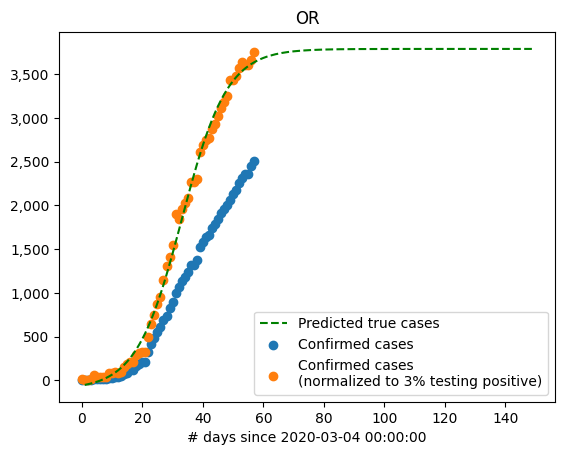 OR
3,500
3,000
2,500
2,000
1,500
1,000
500
0
Predicted true cases
Confirmed cases
Confirmed cases
(normalized to 3% testing positive)
0 20 40 60 80 100 120 140
# days since 2020-03-04 00:00:00